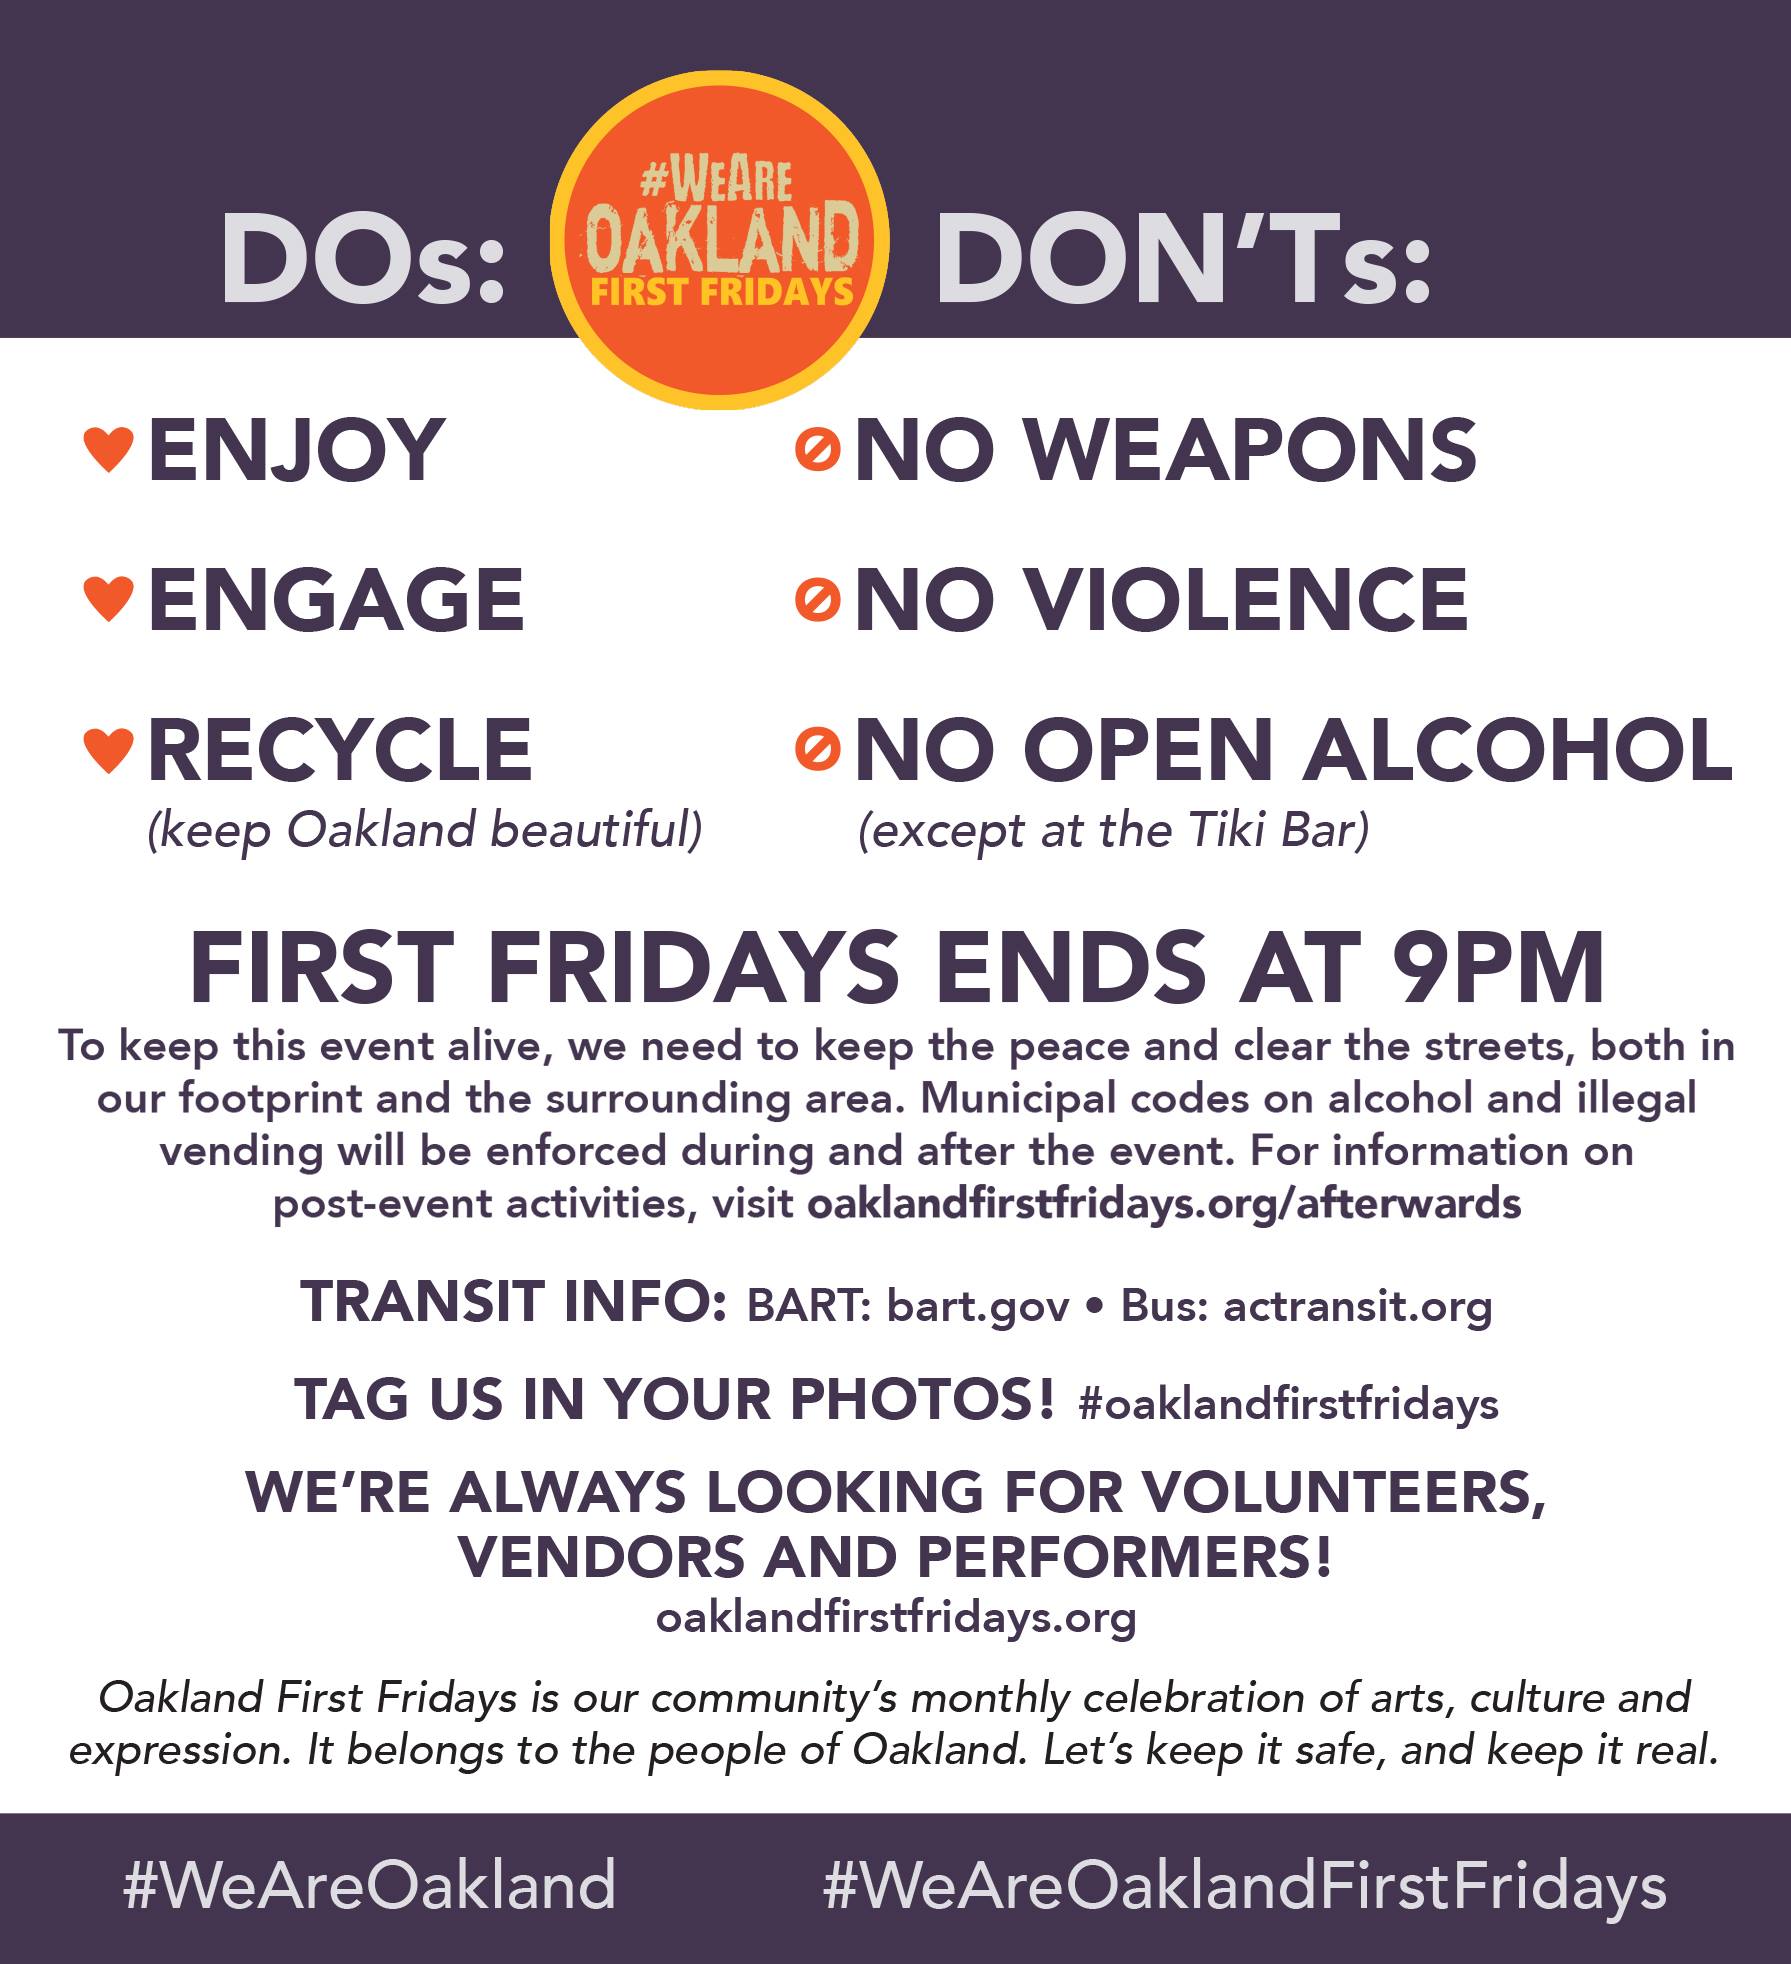 DOs:
#WEARE
OAKLAND
FIRST FRIDAYS
DON’Ts:
ENJOY
ENGAGE
RECYCLE
(keep Oakland beautiful)
NO WEAPONS
NO VIOLENCE
NO OPEN ALCOHOL
(except at the Tiki Bar)
FIRST FRIDAYS ENDS AT 9PM
To keep this event alive, we need to keep the peace and clear the streets, both in
our footprint and the surrounding area. Municipal codes on alcohol and illegal
vending will be enforced during and after the event. For information on
post-event activities, visit oaklandfirstfridays.org/afterwards
TRANSIT INFO: BART: bart.gov • Bus: actransit.org
TAG US IN YOUR PHOTOS! #oaklandfirstfridays
WE’RE ALWAYS LOOKING FOR VOLUNTEERS,
VENDORS AND PERFORMERS!
oaklandfirstfridays.org
Oakland First Fridays is our community’s monthly celebration of arts, culture and
expression. It belongs to the people of Oakland. Let’s keep it safe, and keep it real.
#WeAreOakland
#WeAreOaklandFirstFridays